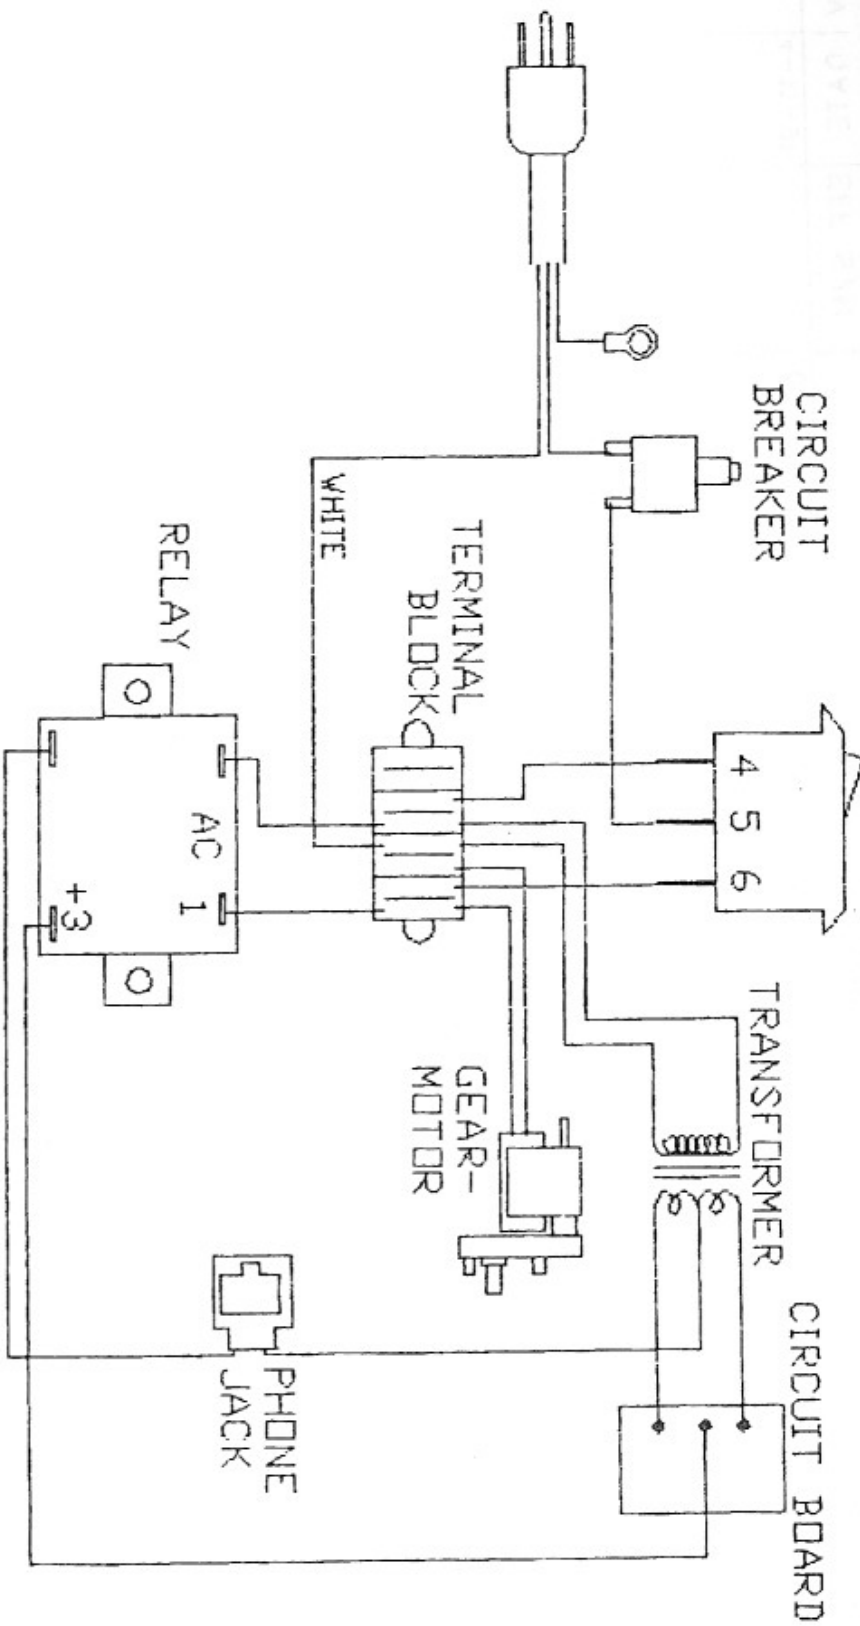 CIRCUIT
BREAKER
WHITE
TERMINAL
BLOCK
RELAY
AC
1
+3
4
5
6
TRANSFORMER
GEAR-
MOTOR
PHONE
JACK
CIRCUIT BOARD